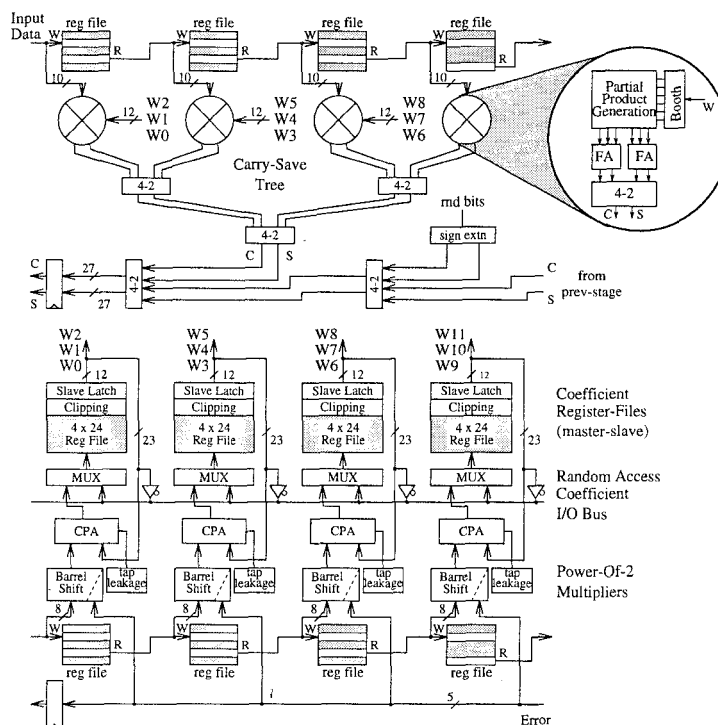 Input Data
reg file reg file reg file reg file
W R W R W R W R
10 10 10 10
12 W2 W1 W0
12 W5 W4 W3
12 W8 W7 W6
Partial Product Generation
Booth
W
FA FA
4-2
C S
Carry-Save Tree
4-2 4-2
4-2
C S
rnd bits
sign extn
C 27 4-2 4-2 C
S 27 S
from prev-stage
W2 W5 W8 W11
W1 W4 W7 W10
W0 W3 W6 W9
12 12 12 12
Slave Latch Slave Latch Slave Latch Slave Latch
Clipping Clipping Clipping Clipping
4 x 24 4 x 24 4 x 24 4 x 24
Reg File Reg File Reg File Reg File
23 23 23 23
Coefficient
Register-Files
(master-slave)
MUX MUX MUX MUX
Random Access
Coefficient
I/O Bus
CPA CPA CPA CPA
Barrel Shift Barrel Shift Barrel Shift Barrel Shift
tap leakage tap leakage tap leakage tap leakage
Power-Of-2
Multipliers
8 8 8 8
W R W R W R W R
reg file reg file reg file reg file
5
Error